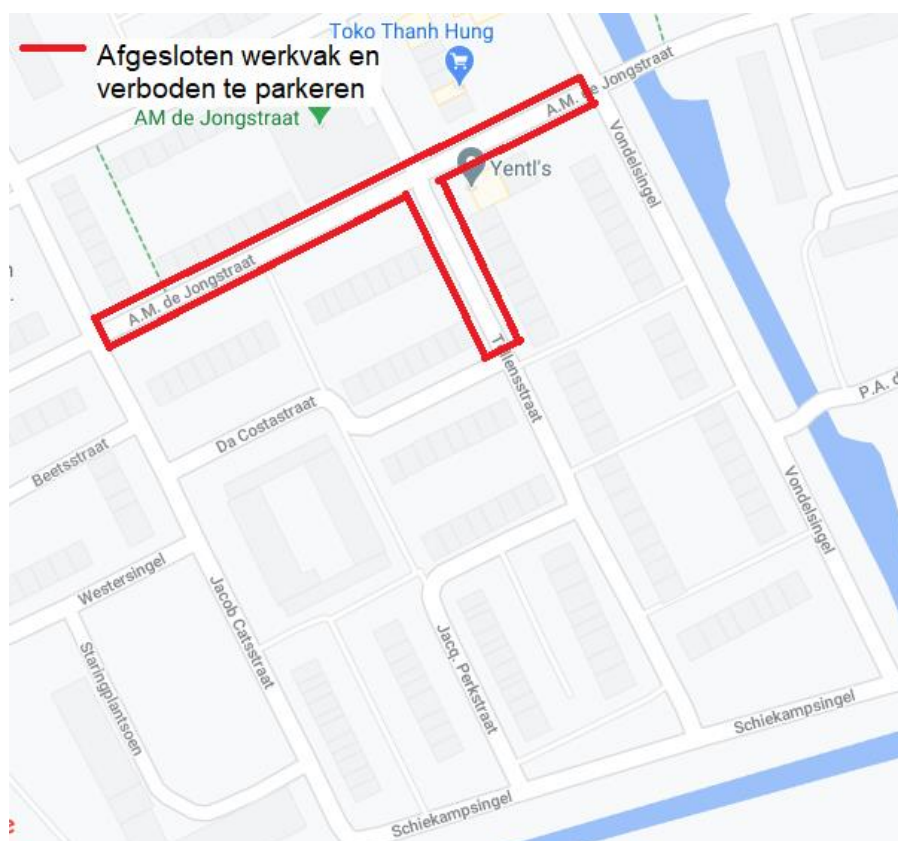 Toko Thanh Hung
Afgesloten werkvak en
verboden te parkeren
AM de Jongstraat
A.M. de Jongstraat
Yentl's
Vondelsingel
A.M. de Jongstraat
P.A. d
Da Costastraat
Beetsstraat
Vondelsingel
Westersingel
Jacob Catsstraat
Jacq. Perkstraat
Staringplantsoen
Schiekampsingel
Schiekampsingel